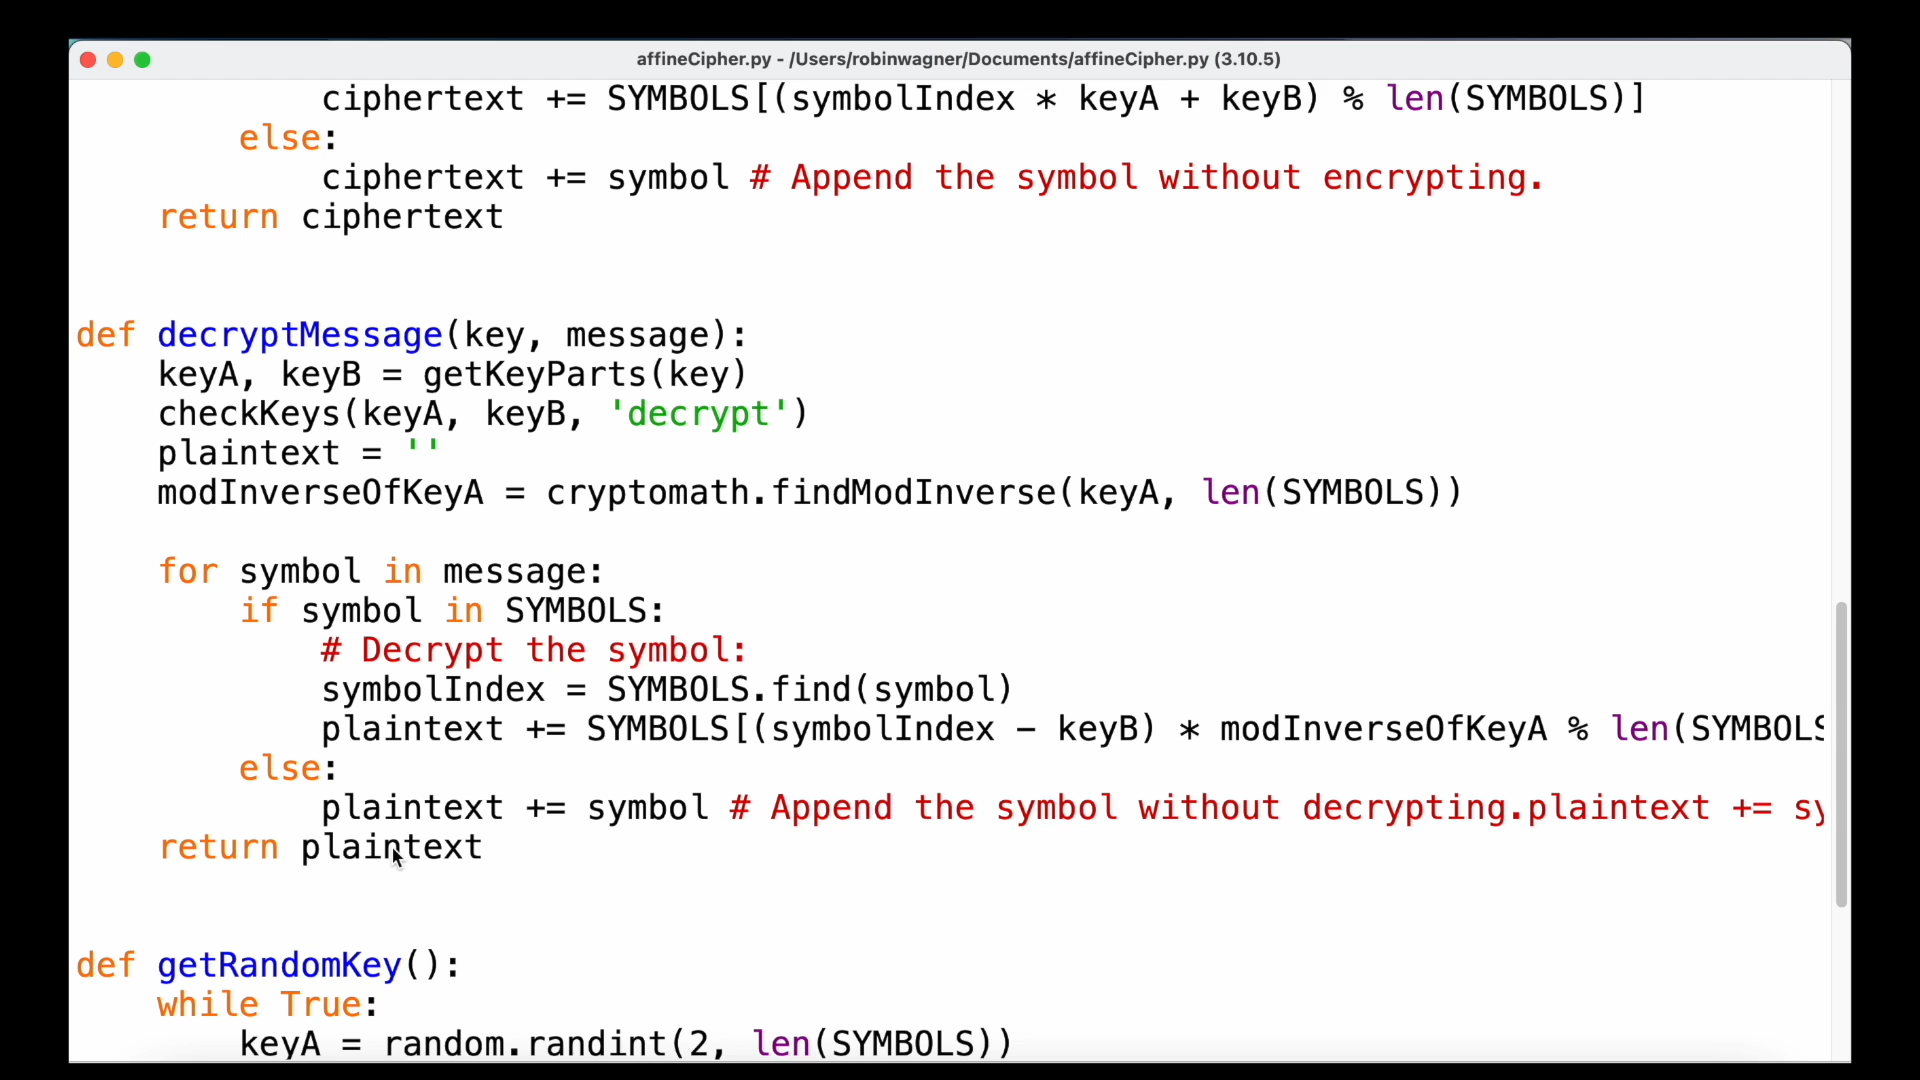 affineCipher.py - /Users/robinwagner/Documents/affineCipher.py (3.10.5)
            ciphertext += SYMBOLS[(symbolIndex * keyA + keyB) % len(SYMBOLS)]
        else:
            ciphertext += symbol # Append the symbol without encrypting.
    return ciphertext
def decryptMessage(key, message):
    keyA, keyB = getKeyParts(key)
    checkKeys(keyA, keyB, 'decrypt')
    plaintext = ''
    modInverseOfKeyA = cryptomath.findModInverse(keyA, len(SYMBOLS))
    for symbol in message:
        if symbol in SYMBOLS:
            # Decrypt the symbol:
            symbolIndex = SYMBOLS.find(symbol)
            plaintext += SYMBOLS[(symbolIndex - keyB) * modInverseOfKeyA % len(SYMBOLS
        else:
            plaintext += symbol # Append the symbol without decrypting.plaintext += sy
    return plaintext
def getRandomKey():
    while True:
        keyA = random.randint(2, len(SYMBOLS))